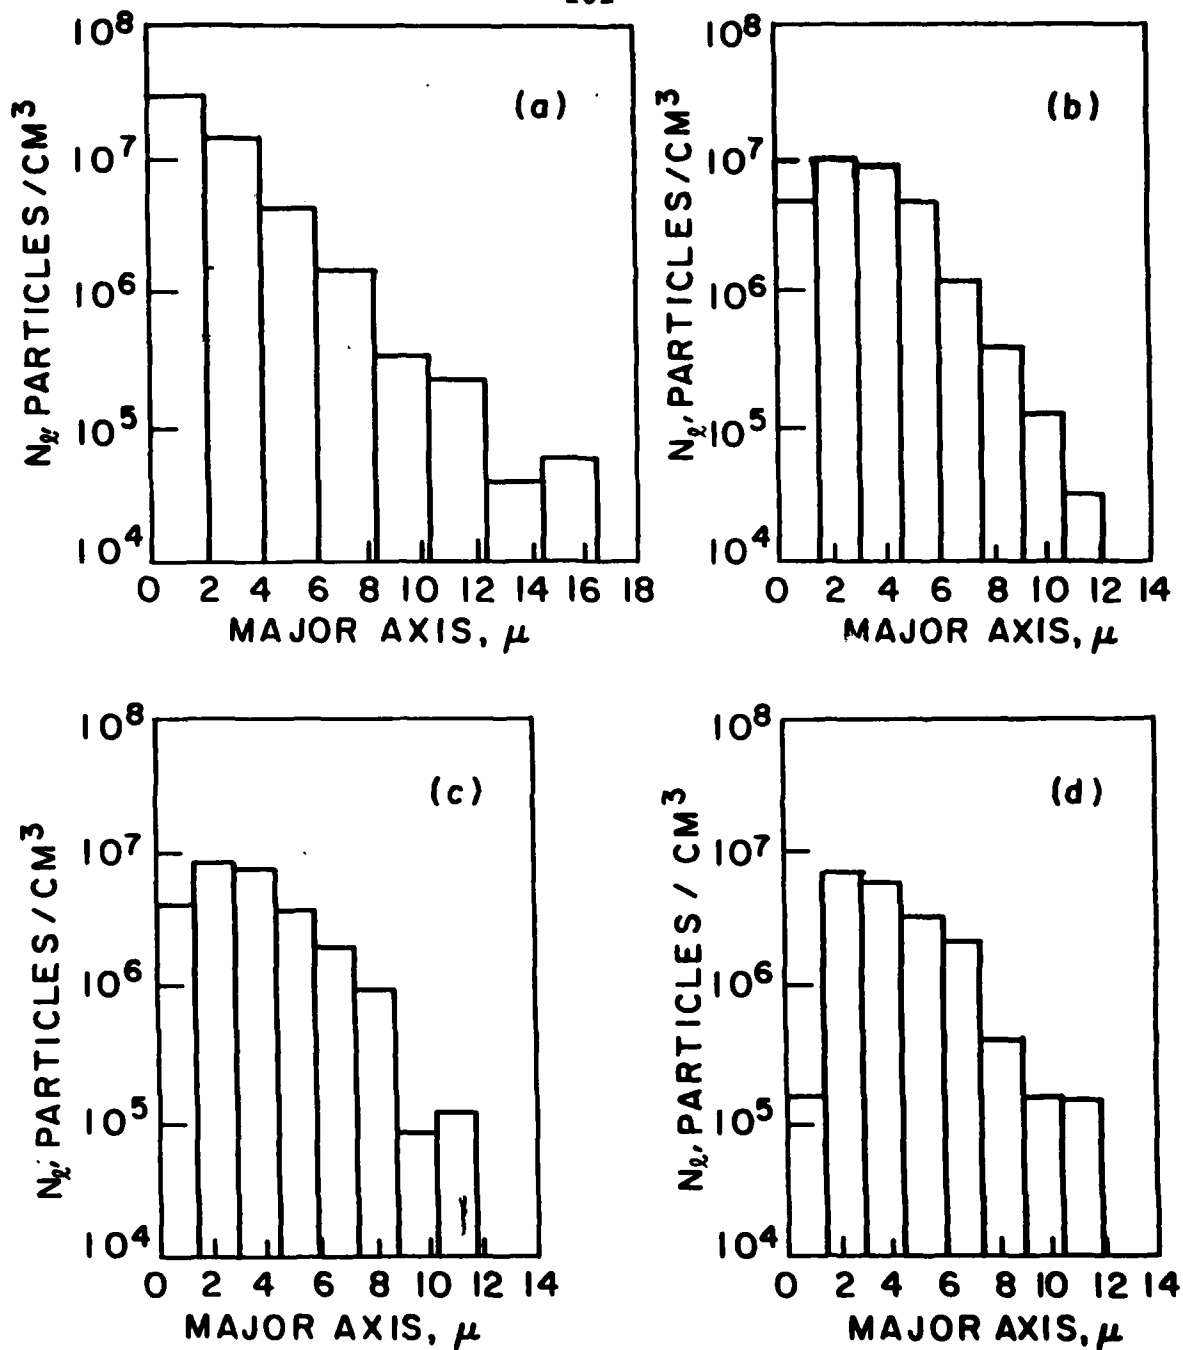 (a)
10⁸
10⁷
10⁶
10⁵
10⁴
N_ℓ, PARTICLES/CM³
0 2 4 6 8 10 12 14 16 18
MAJOR AXIS, μ
(b)
10⁸
10⁷
10⁶
10⁵
10⁴
N_ℓ, PARTICLES/CM³
0 2 4 6 8 10 12 14
MAJOR AXIS, μ
(c)
10⁸
10⁷
10⁶
10⁵
10⁴
N_ℓ, PARTICLES/CM³
0 2 4 6 8 10 12 14
MAJOR AXIS, μ
(d)
10⁸
10⁷
10⁶
10⁵
10⁴
N_ℓ, PARTICLES / CM³
0 2 4 6 8 10 12 14
MAJOR AXIS, μ